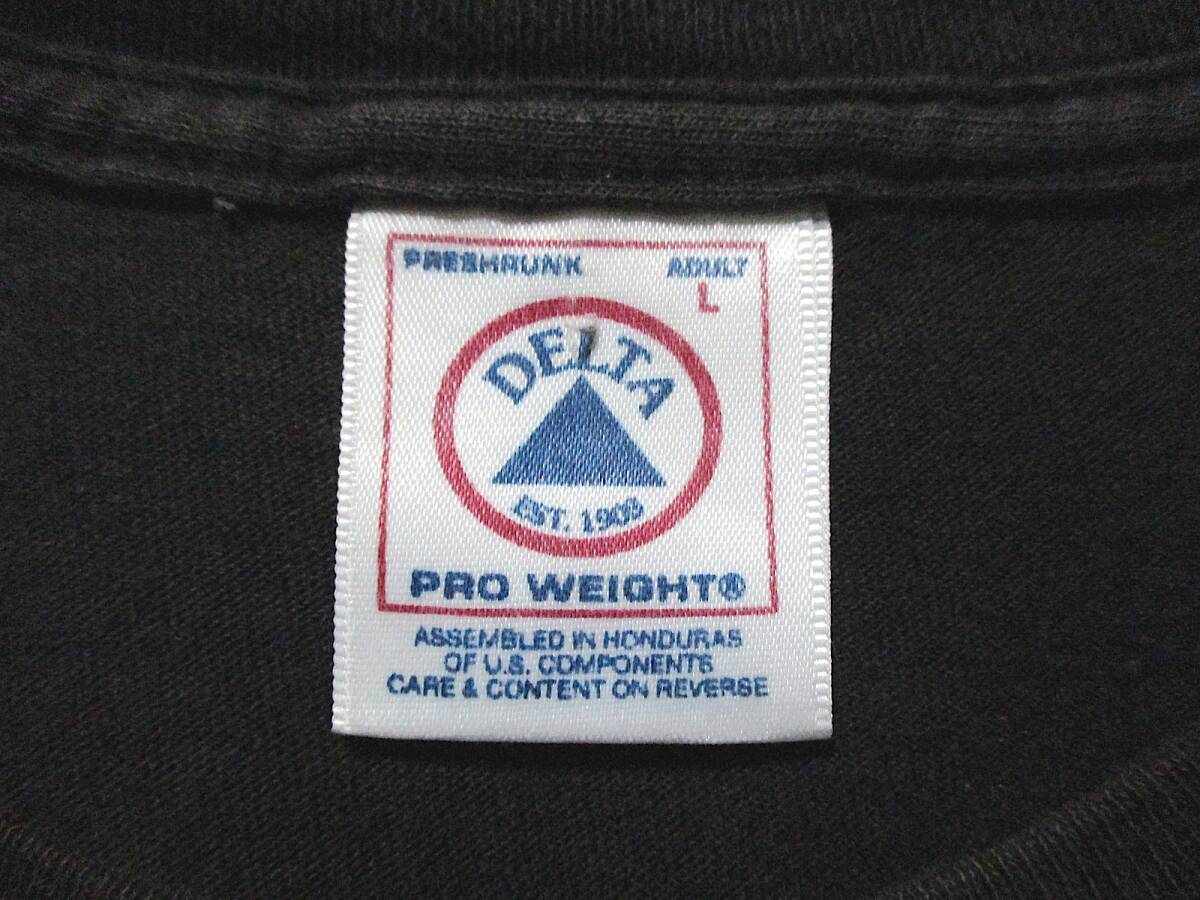 PRESHRUNK ADULT
L
DELTA
EST. 1903
PRO WEIGHT®
ASSEMBLED IN HONDURAS
OF U.S. COMPONENTS
CARE & CONTENT ON REVERSE